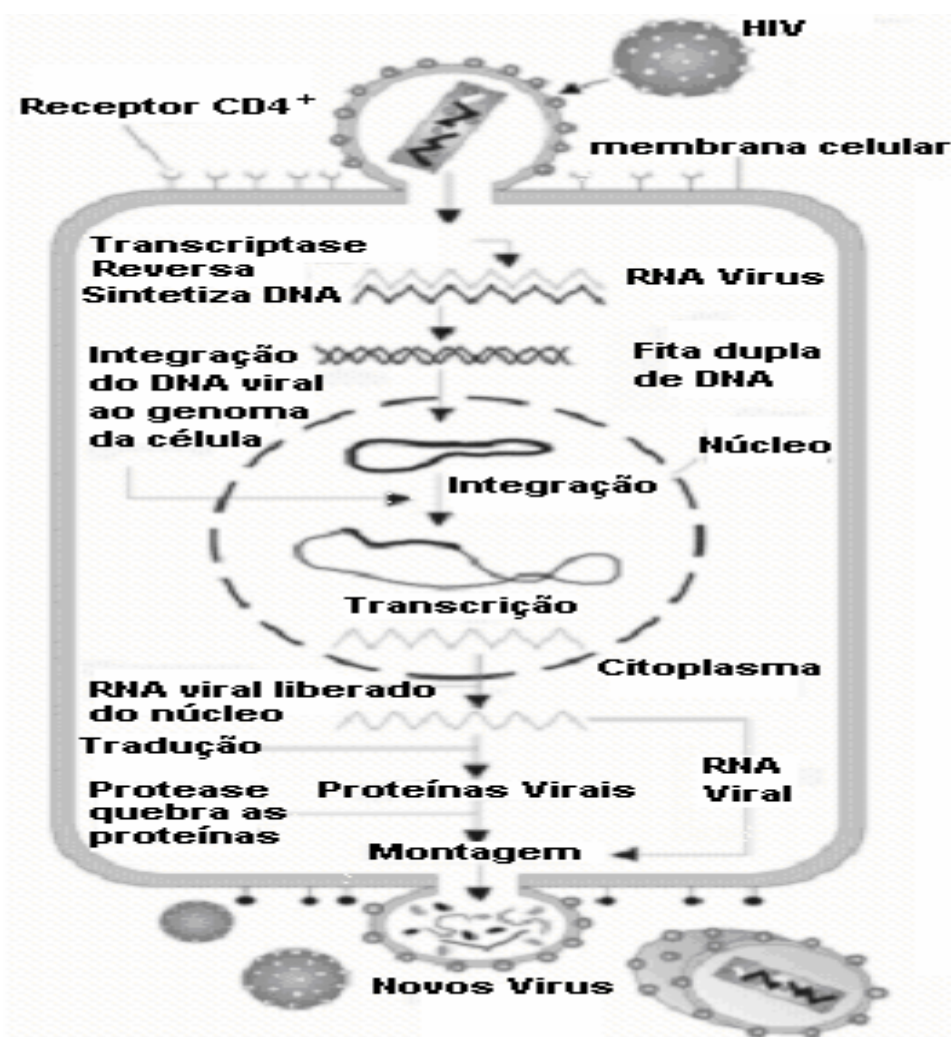 HIV
Receptor CD4⁺
membrana celular
Transcriptase
Reversa
Sintetiza DNA
RNA Virus
Integração
do DNA viral
ao genoma
da célula
Fita dupla
de DNA
Núcleo
Integração
Transcrição
Citoplasma
RNA viral liberado
do núcleo
Tradução
RNA
Viral
Protease
quebra as
proteínas
Proteínas Virais
Montagem
Novos Virus